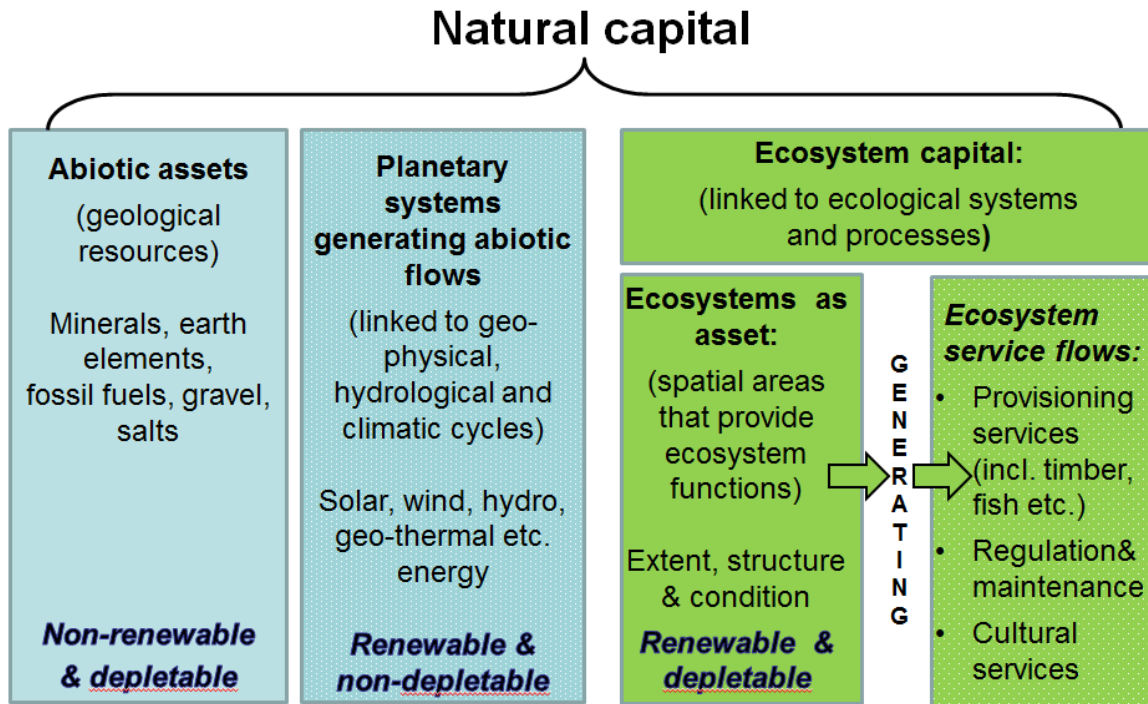 Natural capital
Abiotic assets
(geological
resources)
Minerals, earth
elements,
fossil fuels, gravel,
salts
Non-renewable
& depletable
Planetary
systems
generating abiotic
flows
(linked to geo-
physical,
hydrological and
climatic cycles)
Solar, wind, hydro,
geo-thermal etc.
energy
Renewable &
non-depletable
Ecosystem capital:
(linked to ecological systems
and processes)
Ecosystems as
asset:
(spatial areas
that provide
ecosystem
functions)
Extent, structure
& condition
Renewable &
depletable
GENERATING
Ecosystem
service flows:
• Provisioning
services
(incl. timber,
fish etc.)
• Regulation&
maintenance
• Cultural
services